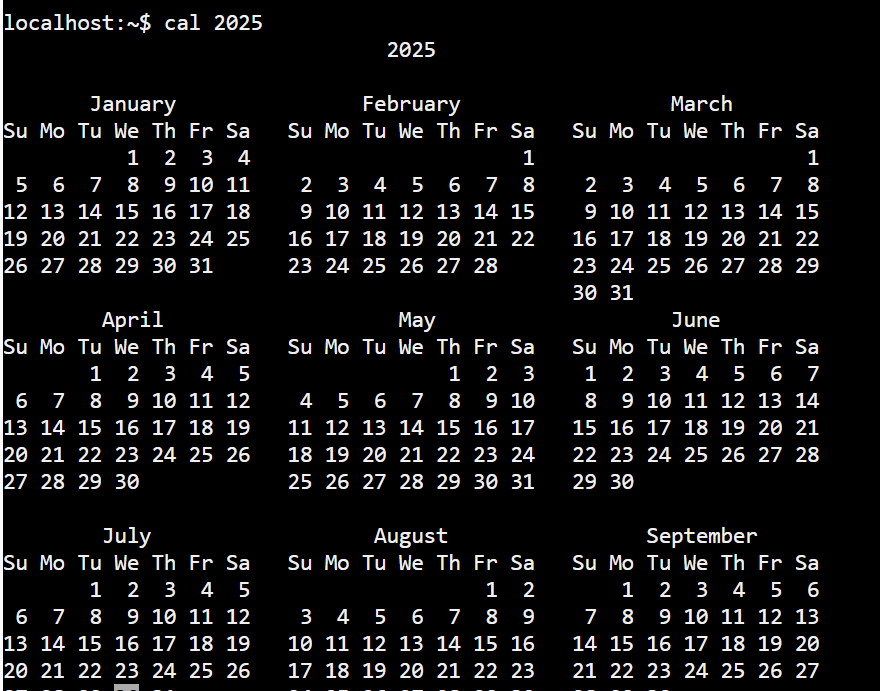 localhost:~$ cal 2025
                               2025

       January               February                 March
Su Mo Tu We Th Fr Sa   Su Mo Tu We Th Fr Sa   Su Mo Tu We Th Fr Sa
          1  2  3  4                      1                      1
 5  6  7  8  9 10 11    2  3  4  5  6  7  8    2  3  4  5  6  7  8
12 13 14 15 16 17 18    9 10 11 12 13 14 15    9 10 11 12 13 14 15
19 20 21 22 23 24 25   16 17 18 19 20 21 22   16 17 18 19 20 21 22
26 27 28 29 30 31      23 24 25 26 27 28      23 24 25 26 27 28 29
                                              30 31
        April                   May                   June
Su Mo Tu We Th Fr Sa   Su Mo Tu We Th Fr Sa   Su Mo Tu We Th Fr Sa
       1  2  3  4  5                1  2  3    1  2  3  4  5  6  7
 6  7  8  9 10 11 12    4  5  6  7  8  9 10    8  9 10 11 12 13 14
13 14 15 16 17 18 19   11 12 13 14 15 16 17   15 16 17 18 19 20 21
20 21 22 23 24 25 26   18 19 20 21 22 23 24   22 23 24 25 26 27 28
27 28 29 30            25 26 27 28 29 30 31   29 30

        July                  August                September
Su Mo Tu We Th Fr Sa   Su Mo Tu We Th Fr Sa   Su Mo Tu We Th Fr Sa
       1  2  3  4  5                   1  2       1  2  3  4  5  6
 6  7  8  9 10 11 12    3  4  5  6  7  8  9    7  8  9 10 11 12 13
13 14 15 16 17 18 19   10 11 12 13 14 15 16   14 15 16 17 18 19 20
20 21 22 23 24 25 26   17 18 19 20 21 22 23   21 22 23 24 25 26 27